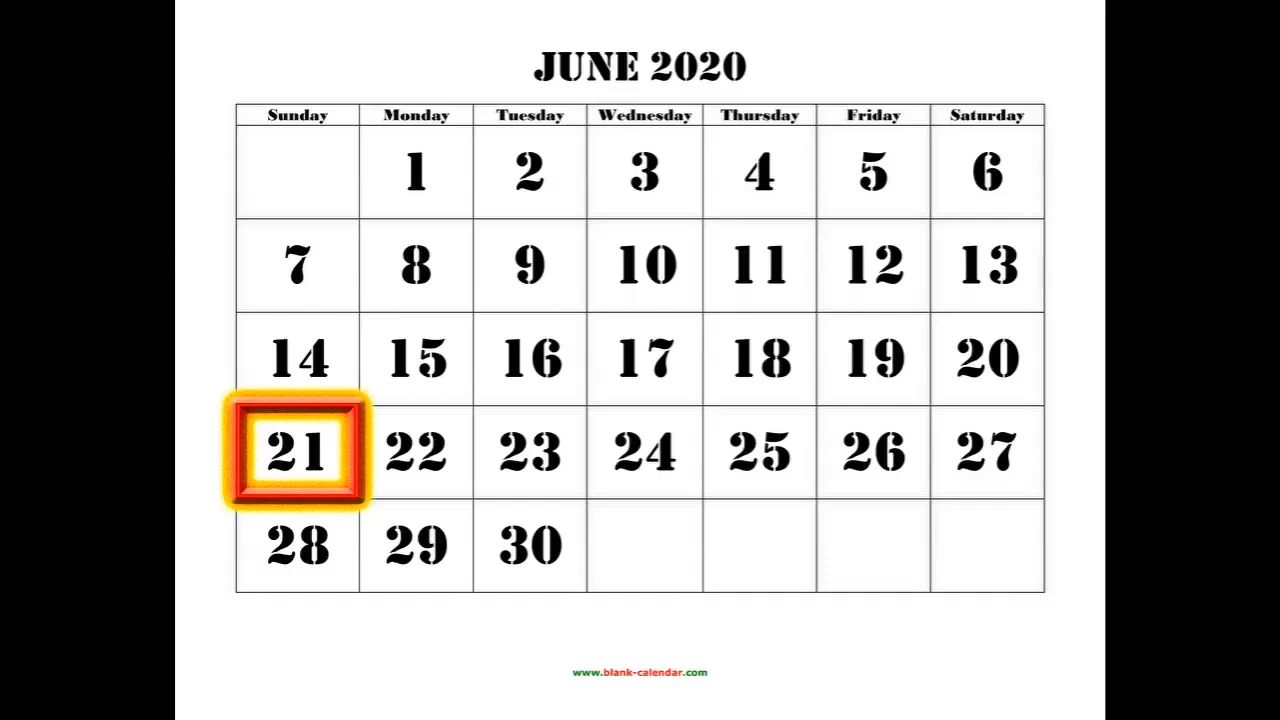 JUNE 2020
Sunday Monday Tuesday Wednesday Thursday Friday Saturday
1 2 3 4 5 6
7 8 9 10 11 12 13
14 15 16 17 18 19 20
21 22 23 24 25 26 27
28 29 30
www.blank-calendar.com